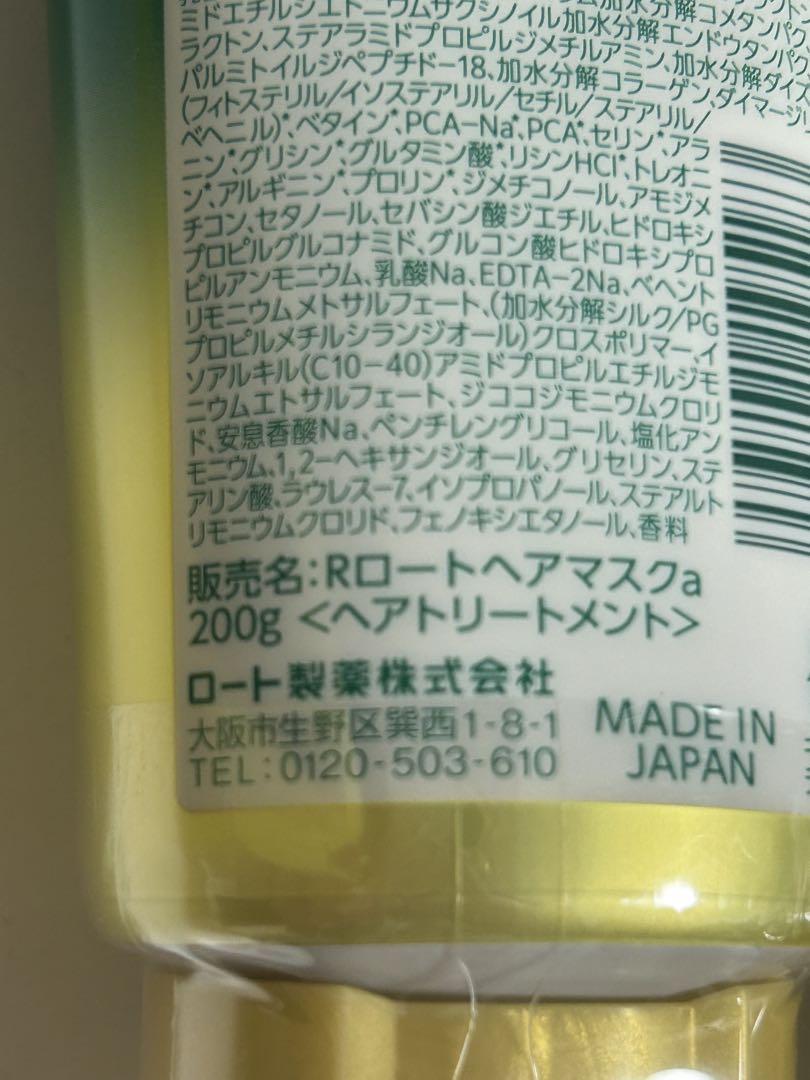 ミドエチルシエトニウムサクシノイル加水分解エンドウタンパク
ラクトン、ステアラミドプロピルジメチルアミン、加水分解ダイズ
パルミトイルジペプチド-18、加水分解コラーゲン、ダイマージリ
(フィトステリル/イソステアリル/セチル/ステアリル/
ベヘニル)*、ベタイン*、PCA-Na*、PCA*、セリン*、アラ
ニン*、グリシン*、グルタミン酸*、リシンHCl*、トレオニ
ン*、アルギニン*、プロリン*、ジメチコノール、アモジメ
チコン、セタノール、セバシン酸ジエチル、ヒドロキシ
プロピルグルコナミド、グルコン酸ヒドロキシプロ
ピルアンモニウム、乳酸Na、EDTA-2Na、ベヘント
リモニウムメトサルフェート、(加水分解シルク/PG
プロピルメチルシランジオール)クロスポリマー、イ
ソアルキル(C10-40)アミドプロピルエチルジモ
ニウムエトサルフェート、ジココジモニウムクロリ
ド、安息香酸Na、ペンチレングリコール、塩化アン
モニウム、1,2-ヘキサンジオール、グリセリン、ステ
アリン酸、ラウレス-7、イソプロパノール、ステアルト
リモニウムクロリド、フェノキシエタノール、香料
販売名:Rロートヘアマスクa
200g <ヘアトリートメント>
ロート製薬株式会社
大阪市生野区巽西1-8-1
TEL:0120-503-610
MADE IN
JAPAN